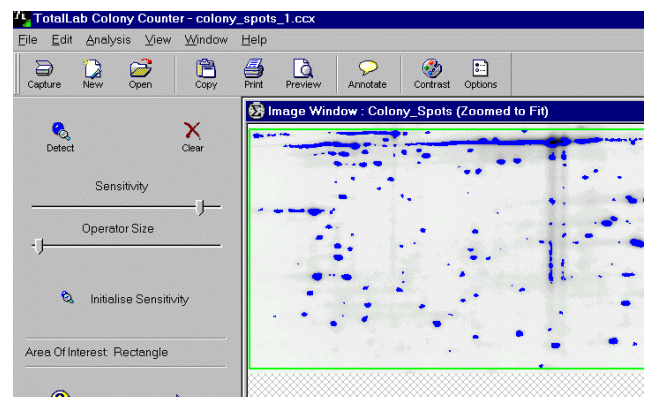 TotalLab Colony Counter - colony_spots_1.ccx
File Edit Analysis View Window Help
Capture New Open Copy Print Preview Annotate Contrast Options
Image Window : Colony_Spots (Zoomed to Fit)
Detect Clear
Sensitivity
Operator Size
Initialise Sensitivity
Area Of Interest: Rectangle